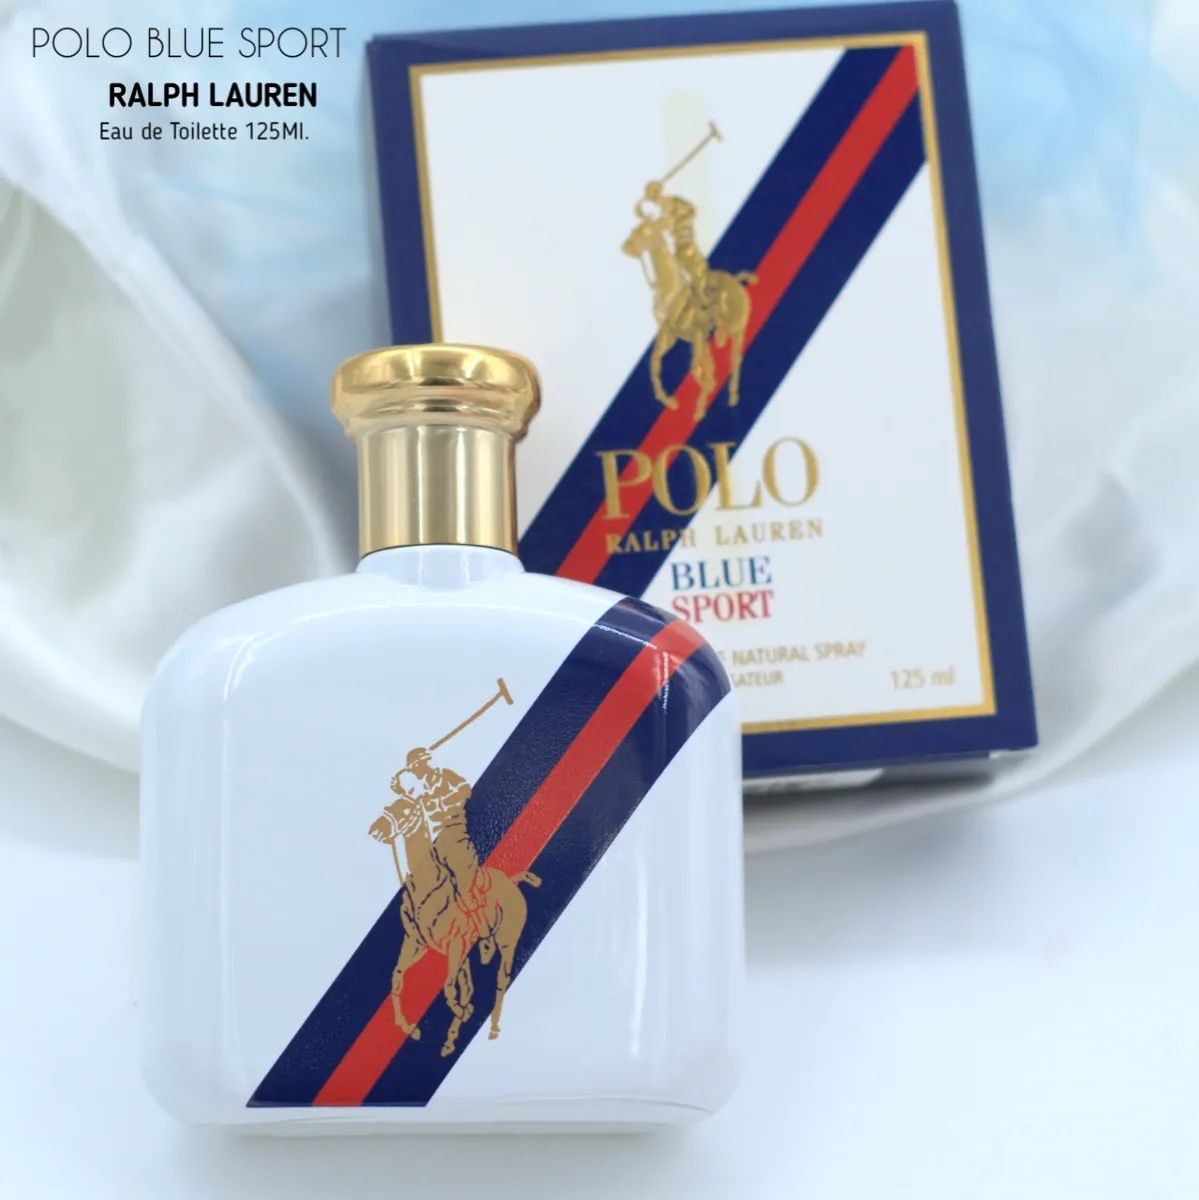 POLO BLUE SPORT
RALPH LAUREN
Eau de Toilette 125Ml.
POLO
RALPH LAUREN
BLUE
SPORT
NATURAL SPRAY
125 ml